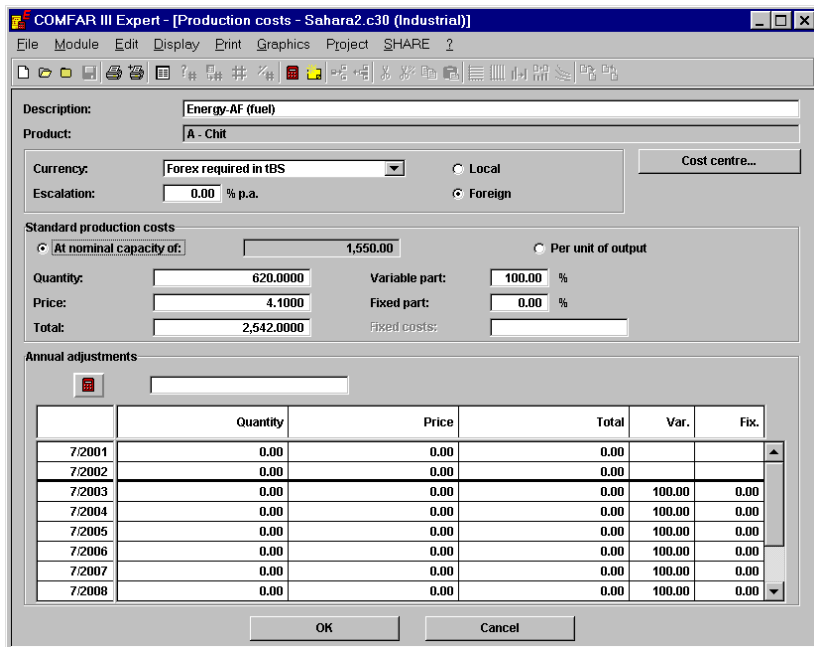 COMFAR III Expert - [Production costs - Sahara2.c30 (Industrial)]
File Module Edit Display Print Graphics Project SHARE ?
Description: Energy-AF (fuel)
Product: A - Chit
Currency: Forex required in tBS Local Cost centre...
Escalation: 0.00 % p.a. Foreign
Standard production costs
At nominal capacity of: 1,550.00 Per unit of output
Quantity: 620.0000 Variable part: 100.00 %
Price: 4.1000 Fixed part: 0.00 %
Total: 2,542.0000 Fixed costs:
Annual adjustments
Quantity Price Total Var. Fix.
7/2001 0.00 0.00 0.00
7/2002 0.00 0.00 0.00
7/2003 0.00 0.00 0.00 100.00 0.00
7/2004 0.00 0.00 0.00 100.00 0.00
7/2005 0.00 0.00 0.00 100.00 0.00
7/2006 0.00 0.00 0.00 100.00 0.00
7/2007 0.00 0.00 0.00 100.00 0.00
7/2008 0.00 0.00 0.00 100.00 0.00
OK Cancel